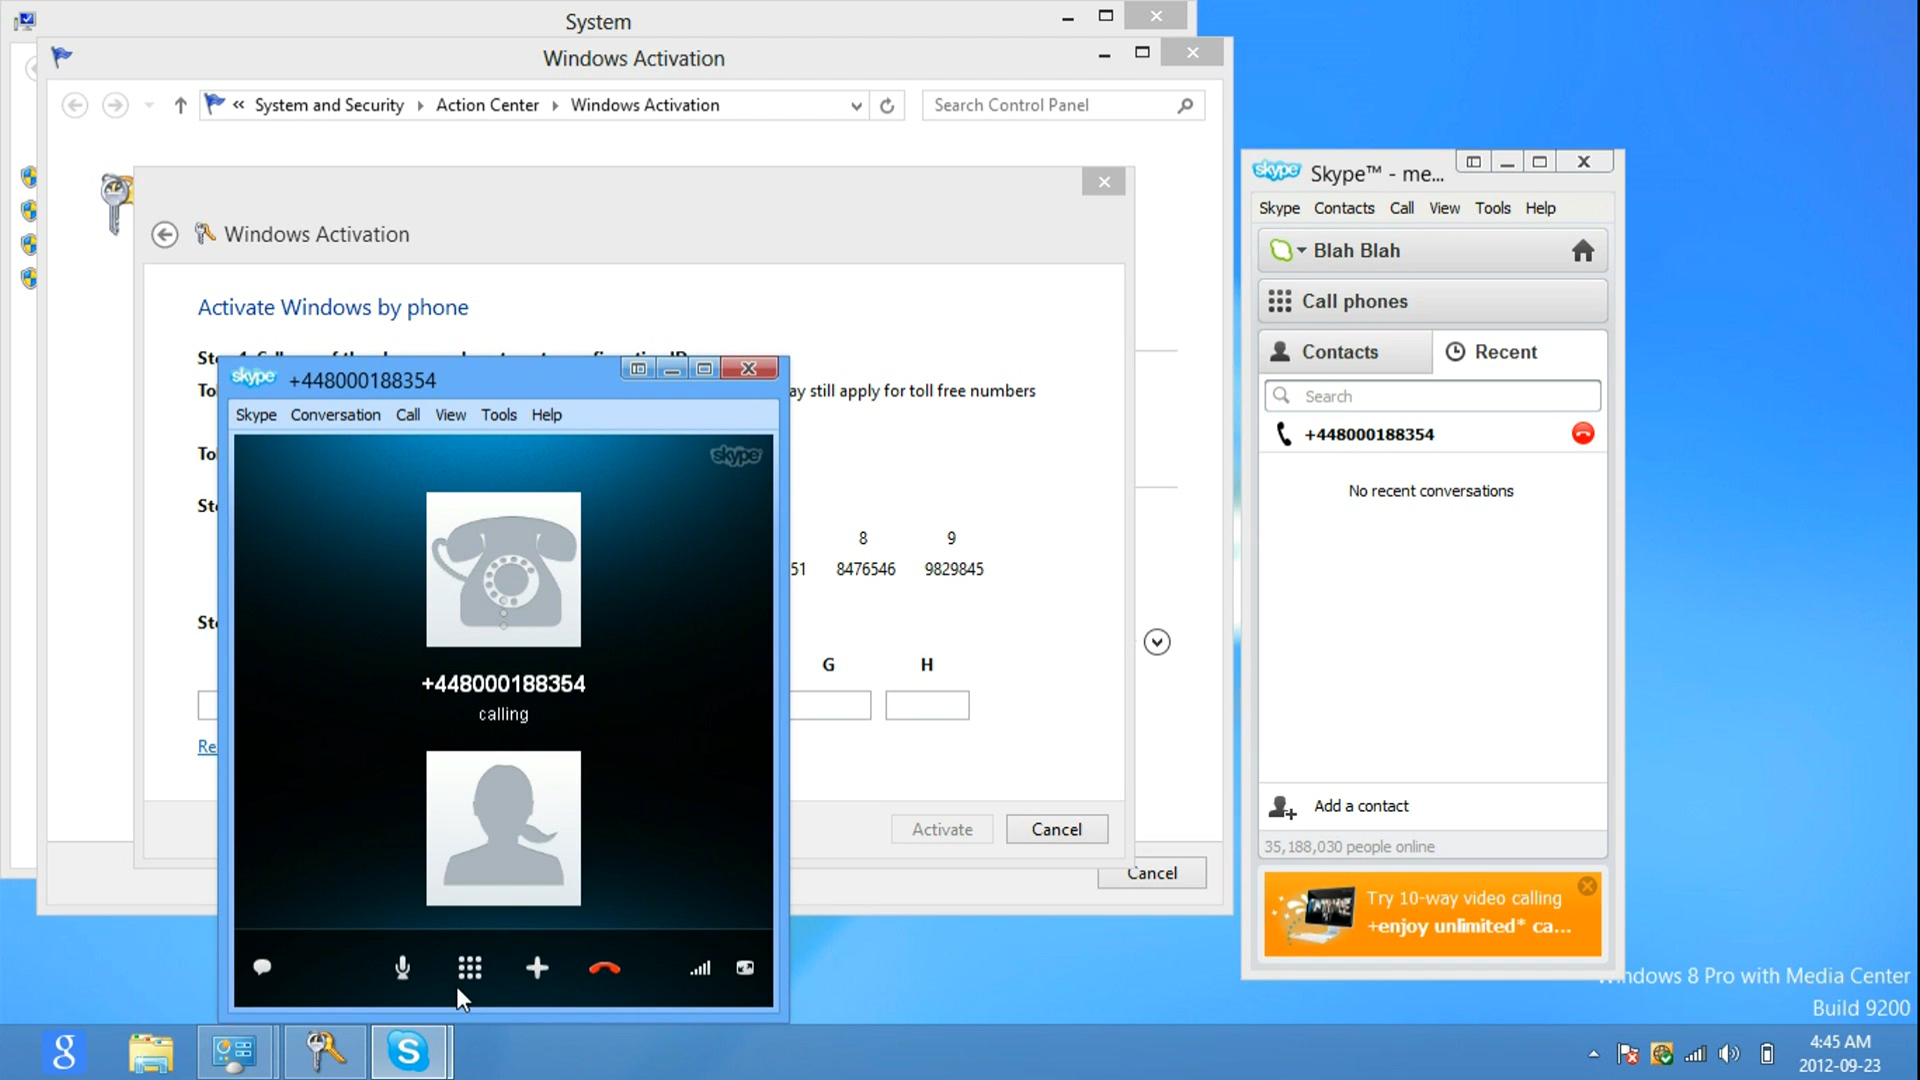 System
Windows Activation
« System and Security Action Center Windows Activation
Search Control Panel
Windows Activation
Activate Windows by phone
ay still apply for toll free numbers
8 9
51 8476546 9829845
G H
Re
Activate Cancel
Cancel
skype +448000188354
Skype Conversation Call View Tools Help
skype
+448000188354
calling
skype Skype™ - me...
Skype Contacts Call View Tools Help
Blah Blah
Call phones
Contacts Recent
Search
+448000188354
No recent conversations
Add a contact
35,188,030 people online
Try 10-way video calling
+enjoy unlimited* ca...
Windows 8 Pro with Media Center
Build 9200
g
S
4:45 AM
2012-09-23